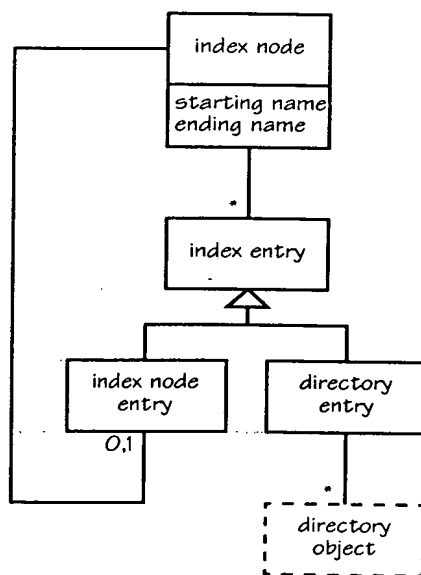 index node
starting name
ending name
*
index entry
index node
entry
directory
entry
0,1
*
directory
object